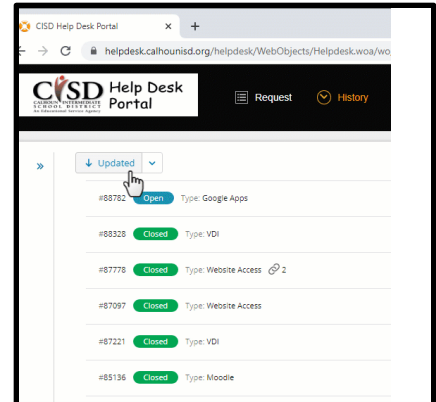 CISD Help Desk Portal × +
helpdesk.calhounisd.org/helpdesk/WebObjects/Helpdesk.woa/wo
CISD Help Desk
CALHOUN INTERMEDIATE
SCHOOL DISTRICT Portal
An Educational Service Agency
Request History
» Updated
#88782 Open Type: Google Apps
#88328 Closed Type: VDI
#87778 Closed Type: Website Access 2
#87097 Closed Type: Website Access
#87221 Closed Type: VDI
#85136 Closed Type: Moodle